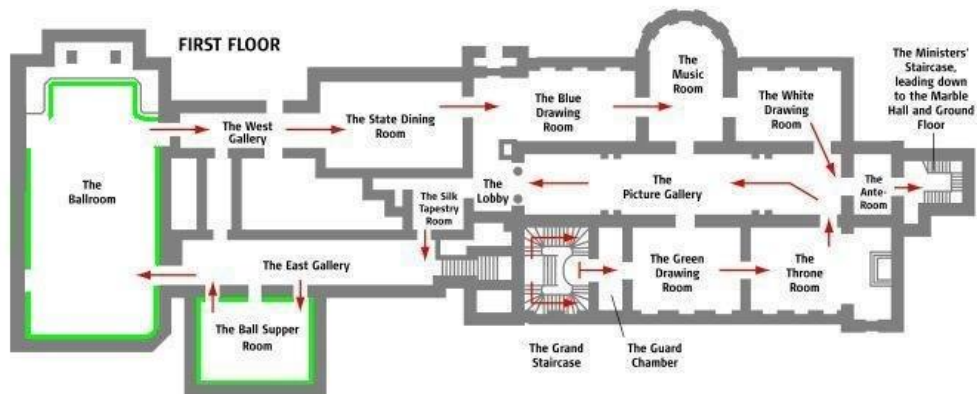 FIRST FLOOR
The Ministers'
Staircase,
leading down
to the Marble
Hall and Ground
Floor
The
Music
Room
The Blue
Drawing
Room
The White
Drawing
Room
The State Dining
Room
The West
Gallery
The
Ballroom
The Silk
Tapestry
Room
The
Lobby
The
Picture Gallery
The
Ante-
Room
The East Gallery
The Green
Drawing
Room
The
Throne
Room
The Ball Supper
Room
The Grand
Staircase
The Guard
Chamber